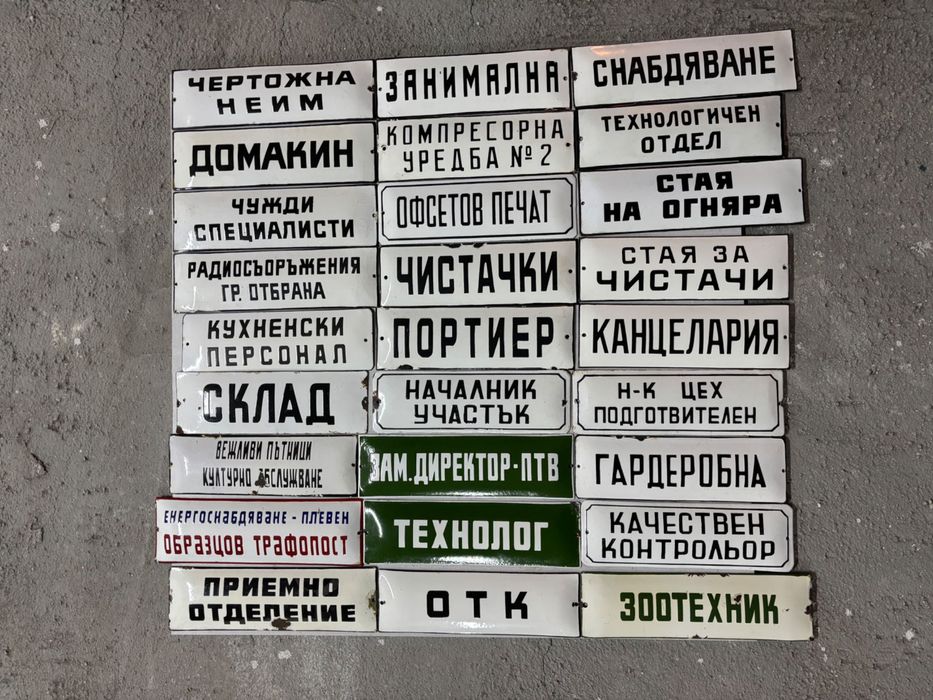 ЧЕРТОЖНА
НЕИМ
ЗАНИМАЛНА
СНАБДЯВАНЕ
ДОМАКИН
КОМПРЕСОРНА
УРЕДБА №2
ТЕХНОЛОГИЧЕН
ОТДЕЛ
ЧУЖДИ
СПЕЦИАЛИСТИ
ОФСЕТОВ ПЕЧАТ
СТАЯ
НА ОГНЯРА
РАДИОСЪОРЪЖЕНИЯ
ГР. ОТБРАНА
ЧИСТАЧКИ
СТАЯ ЗА
ЧИСТАЧИ
КУХНЕНСКИ
ПЕРСОНАЛ
ПОРТИЕР
КАНЦЕЛАРИЯ
СКЛАД
НАЧАЛНИК
УЧАСТЪК
Н-К ЦЕХ
ПОДГОТВИТЕЛЕН
ВЕЖЛИВИ ПЪТНИЦИ
КУЛТУРНО ОБСЛУЖВАНЕ
ЗАМ. ДИРЕКТОР-ПТВ
ГАРДЕРОБНА
ЕНЕРГОСНАБДЯВАНЕ - ПЛЕВЕН
ОБРАЗЦОВ ТРАФОПОСТ
ТЕХНОЛОГ
КАЧЕСТВЕН
КОНТРОЛЬОР
ПРИЕМНО
ОТДЕЛЕНИЕ
ОТК
ЗООТЕХНИК